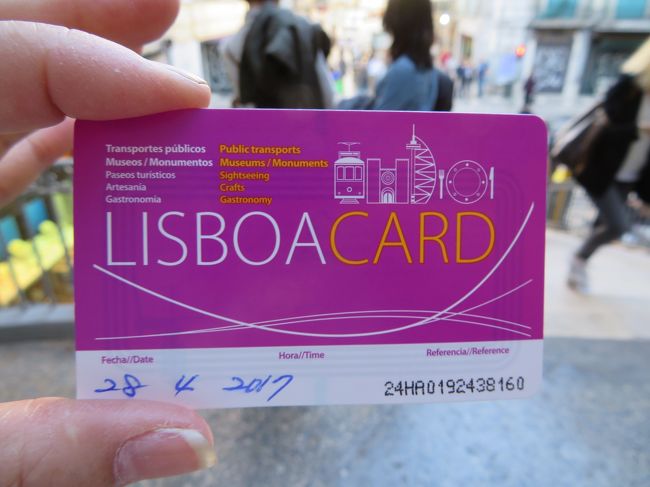 Transportes públicos Public transports
Museos / Monumentos Museums / Monuments
Paseos turísticos Sightseeing
Artesanía Crafts
Gastronomía Gastronomy
LISBOACARD
Fecha//Date Hora//Time Referencia//Reference
28 4 2017 24HA0192438160